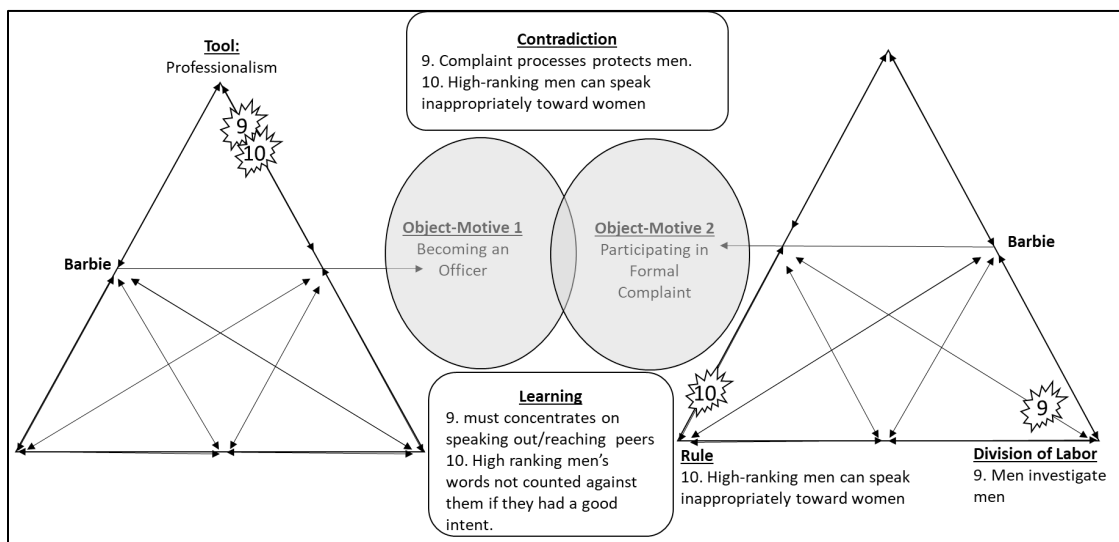 Tool:
Professionalism
9
10
Barbie
Contradiction
9. Complaint processes protects men.
10. High-ranking men can speak
inappropriately toward women
Object-Motive 1
Becoming an
Officer
Object-Motive 2
Participating in
Formal
Complaint
Learning
9. must concentrates on
speaking out/reaching peers
10. High ranking men's
words not counted against
them if they had a good
intent.
Barbie
10
9
Rule
10. High-ranking men can speak
inappropriately toward women
Division of Labor
9. Men investigate
men